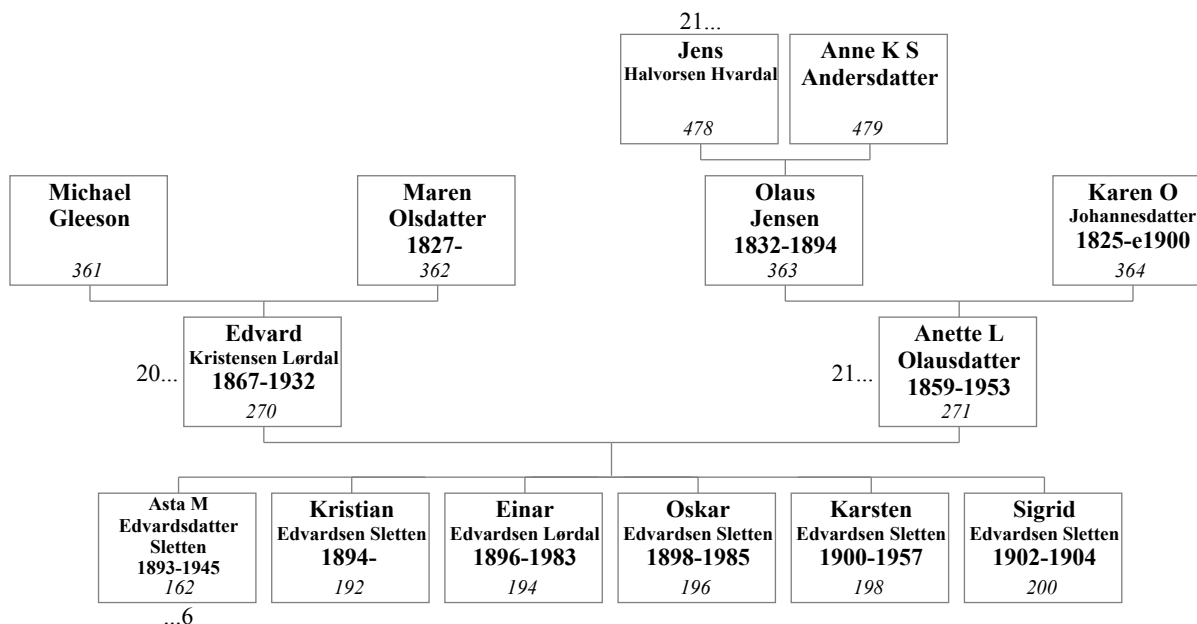 21...
Jens
Halvorsen Hvardal
478
Anne K S
Andersdatter
479
Michael
Gleeson
361
Maren
Olsdatter
1827-
362
Olaus
Jensen
1832-1894
363
Karen O
Johannesdatter
1825-e1900
364
20...
Edvard
Kristensen Lørdal
1867-1932
270
21...
Anette L
Olausdatter
1859-1953
271
Asta M
Edvardsdatter
Sletten
1893-1945
162
...6
Kristian
Edvardsen Sletten
1894-
192
Einar
Edvardsen Lørdal
1896-1983
194
Oskar
Edvardsen Sletten
1898-1985
196
Karsten
Edvardsen Sletten
1900-1957
198
Sigrid
Edvardsen Sletten
1902-1904
200